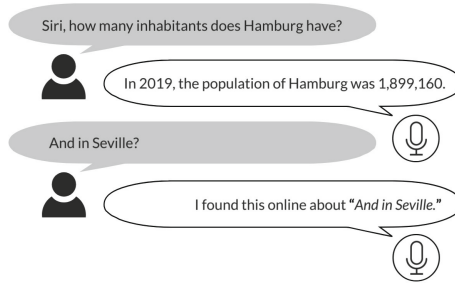 Siri, how many inhabitants does Hamburg have?
In 2019, the population of Hamburg was 1,899,160.
And in Seville?
I found this online about "And in Seville."